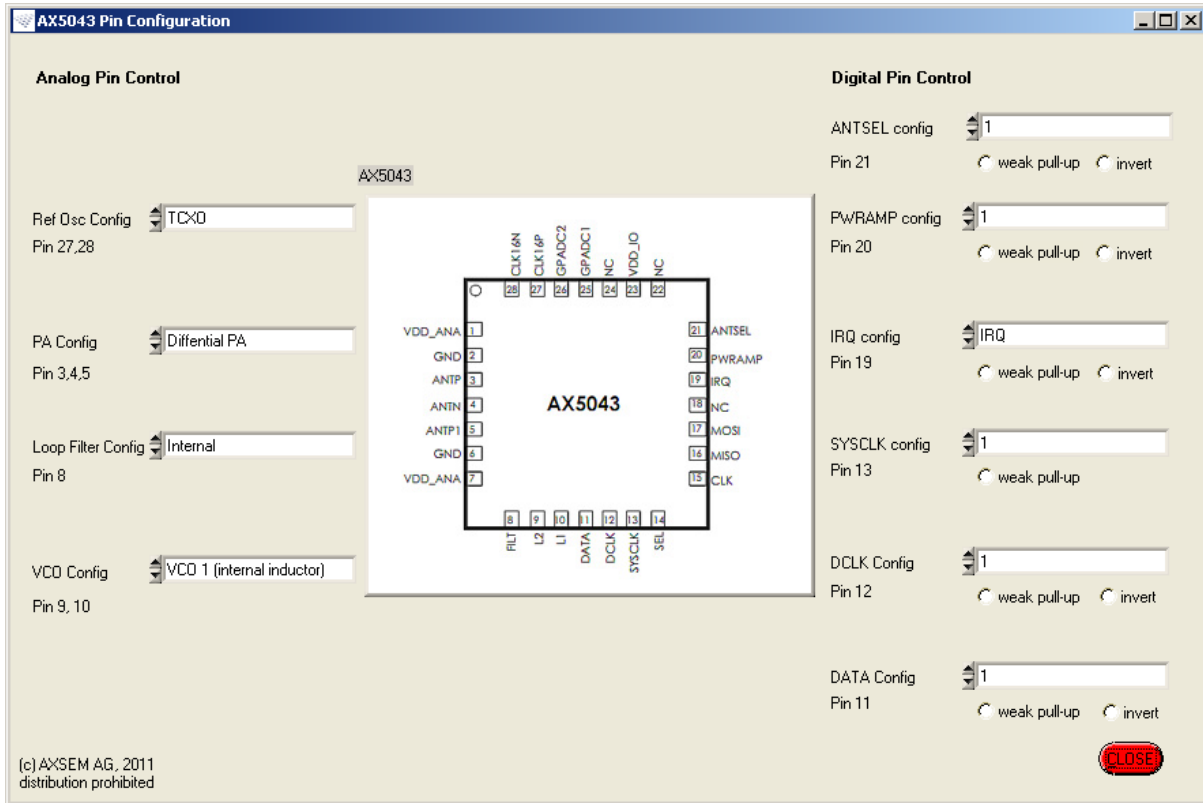 AX5043 Pin Configuration
Analog Pin Control
Ref Osc Config TCXO
Pin 27,28
PA Config Diffential PA
Pin 3,4,5
Loop Filter Config Internal
Pin 8
VCO Config VCO 1 (internal inductor)
Pin 9, 10
AX5043
CLK16N CLK16P GPADC2 GPADC1 NC VDD_IO NC
28 27 26 25 24 23 22
VDD_ANA 1
GND 2
ANTP 3
ANTN 4
ANTP1 5
GND 6
VDD_ANA 7
AX5043
21 ANTSEL
20 PWRAMP
19 IRQ
18 NC
17 MOSI
16 MISO
15 CLK
8 9 10 11 12 13 14
FILT L2 L1 DATA DCLK SYSCLK SEL
Digital Pin Control
ANTSEL config 1
Pin 21 weak pull-up invert
PWRAMP config 1
Pin 20 weak pull-up invert
IRQ config IRQ
Pin 19 weak pull-up invert
SYSCLK config 1
Pin 13 weak pull-up
DCLK Config 1
Pin 12 weak pull-up invert
DATA Config 1
Pin 11 weak pull-up invert
(c) AXSEM AG, 2011
distribution prohibited
CLOSE